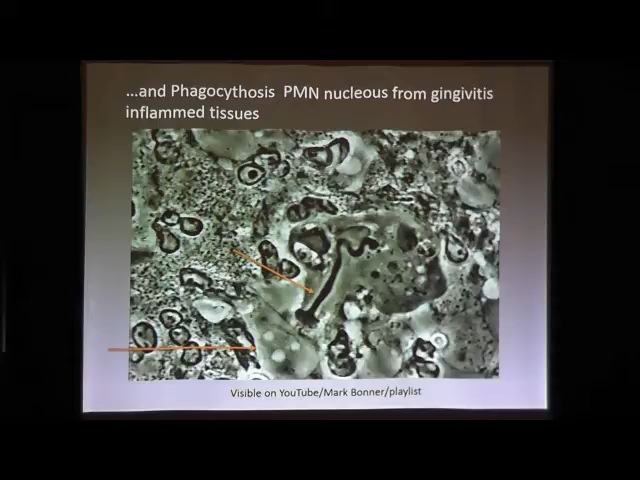 ...and Phagocythosis PMN nucleous from gingivitis
inflammed tissues
Visible on YouTube/Mark Bonner/playlist